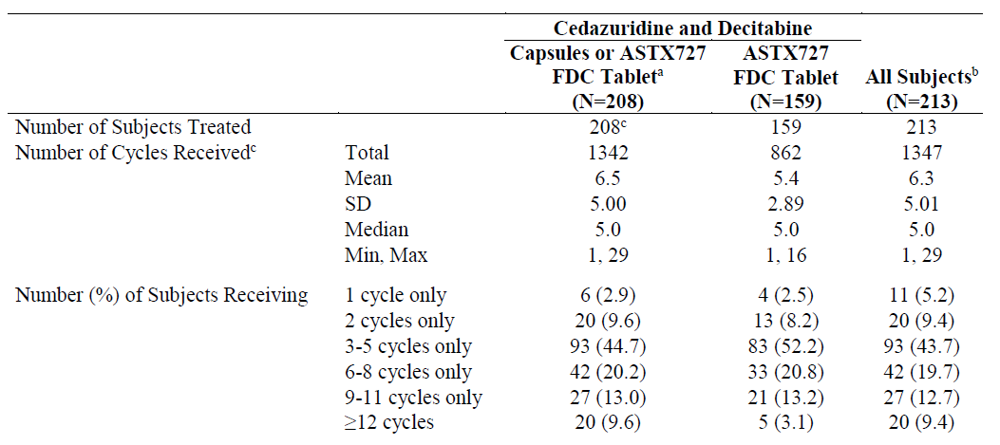 Cedazuridine and Decitabine
Capsules or ASTX727 FDC Tabletᵃ (N=208) ASTX727 FDC Tablet (N=159) All Subjectsᵇ (N=213)
Number of Subjects Treated 208ᶜ 159 213
Number of Cycles Receivedᶜ Total 1342 862 1347
Mean 6.5 5.4 6.3
SD 5.00 2.89 5.01
Median 5.0 5.0 5.0
Min, Max 1, 29 1, 16 1, 29
Number (%) of Subjects Receiving 1 cycle only 6 (2.9) 4 (2.5) 11 (5.2)
2 cycles only 20 (9.6) 13 (8.2) 20 (9.4)
3-5 cycles only 93 (44.7) 83 (52.2) 93 (43.7)
6-8 cycles only 42 (20.2) 33 (20.8) 42 (19.7)
9-11 cycles only 27 (13.0) 21 (13.2) 27 (12.7)
≥12 cycles 20 (9.6) 5 (3.1) 20 (9.4)